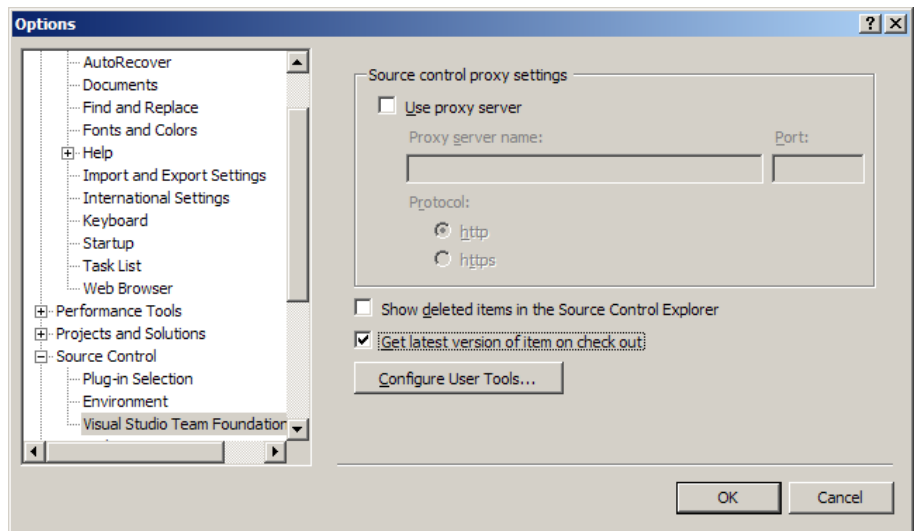 Options
AutoRecover
Documents
Find and Replace
Fonts and Colors
Help
Import and Export Settings
International Settings
Keyboard
Startup
Task List
Web Browser
Performance Tools
Projects and Solutions
Source Control
Plug-in Selection
Environment
Visual Studio Team Foundation
Source control proxy settings
Use proxy server
Proxy server name:
Port:
Protocol:
http
https
Show deleted items in the Source Control Explorer
Get latest version of item on check out
Configure User Tools...
OK
Cancel